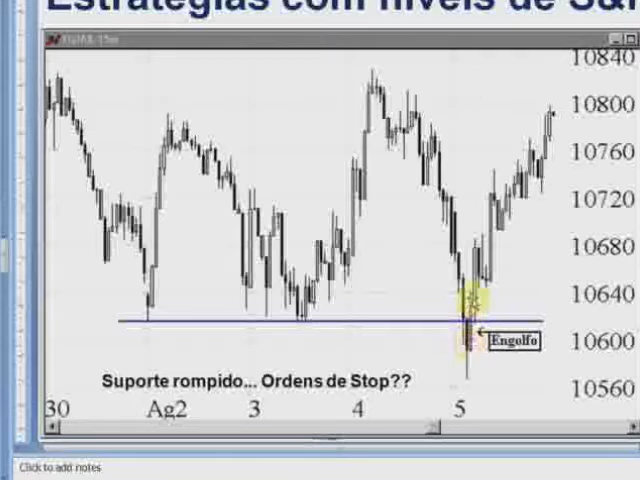 Estratégias com níveis de S&R
10840
10800
10760
10720
10680
10640
10600
10560
Engolfo
Suporte rompido... Ordens de Stop??
30 Ag2 3 4 5
Click to add notes